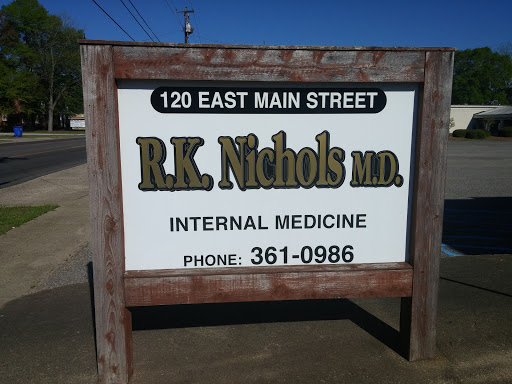 120 EAST MAIN STREET
R.K. Nichols M.D.
INTERNAL MEDICINE
PHONE: 361-0986